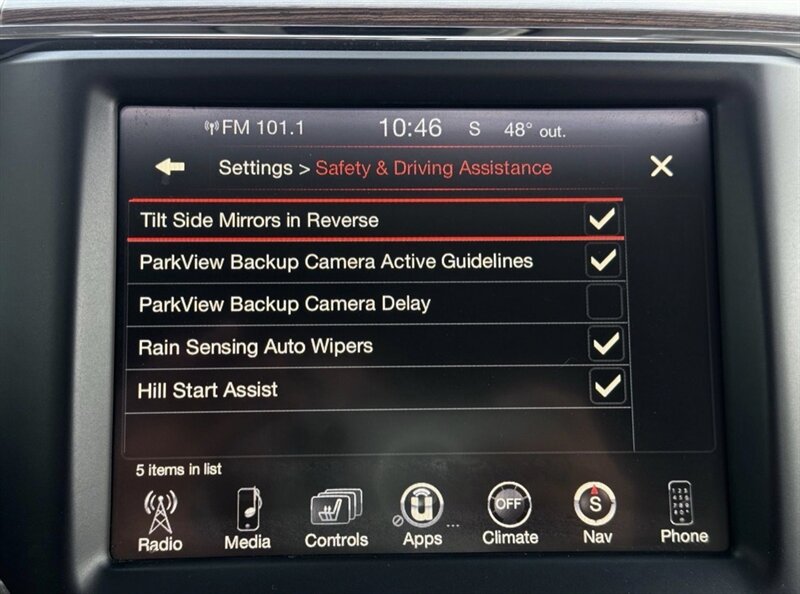 FM 101.1 10:46 S 48° out.
Settings > Safety & Driving Assistance
Tilt Side Mirrors in Reverse
ParkView Backup Camera Active Guidelines
ParkView Backup Camera Delay
Rain Sensing Auto Wipers
Hill Start Assist
5 items in list
OFF S
Radio Media Controls Apps ... Climate Nav Phone